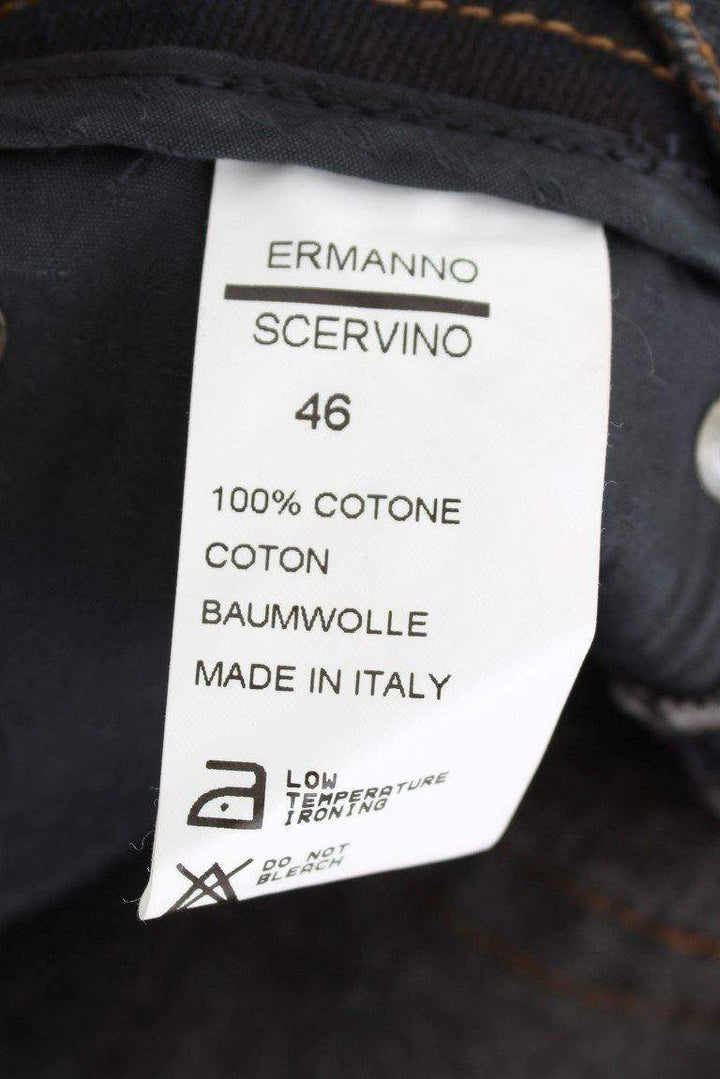 ERMANNO
SCERVINO
46
100% COTONE
COTON
BAUMWOLLE
MADE IN ITALY
LOW
TEMPERATURE
IRONING
DO NOT
BLEACH